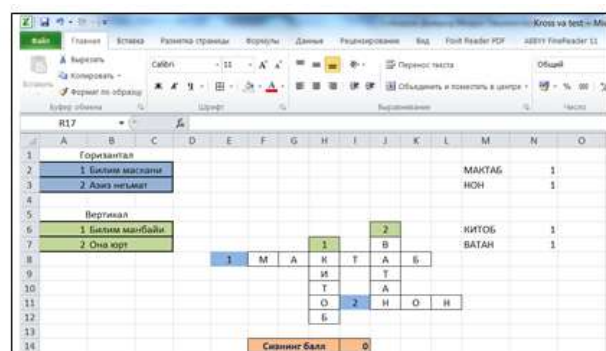 Kross va test - Mi
Файл Главная Вставка Разметка страницы Формулы Данные Рецензирование Вид Foxit Reader PDF ABBYY FineReader 11
Вырезать
Копировать
Формат по образцу
Вставить
Буфер обмена
Calibri 11
Ж К Ч
Шрифт
Перенос текста
Объединить и поместить в центре
Выравнивание
Общий
Число
R17 fx
A B C D E F G H I J K L M N O
1 Горизантал
2 1 Билим маскани МАКТАБ 1
3 2 Азиз неъмат НОН 1
4
5 Вертикал
6 1 Билим манбайи 2 КИТОБ 1
7 2 Она юрт 1 В ВАТАН 1
8 1 М А К Т А Б
9 И Т
10 Т А
11 О 2 Н О Н
12 Б
13
14 Сизнинг балл 0